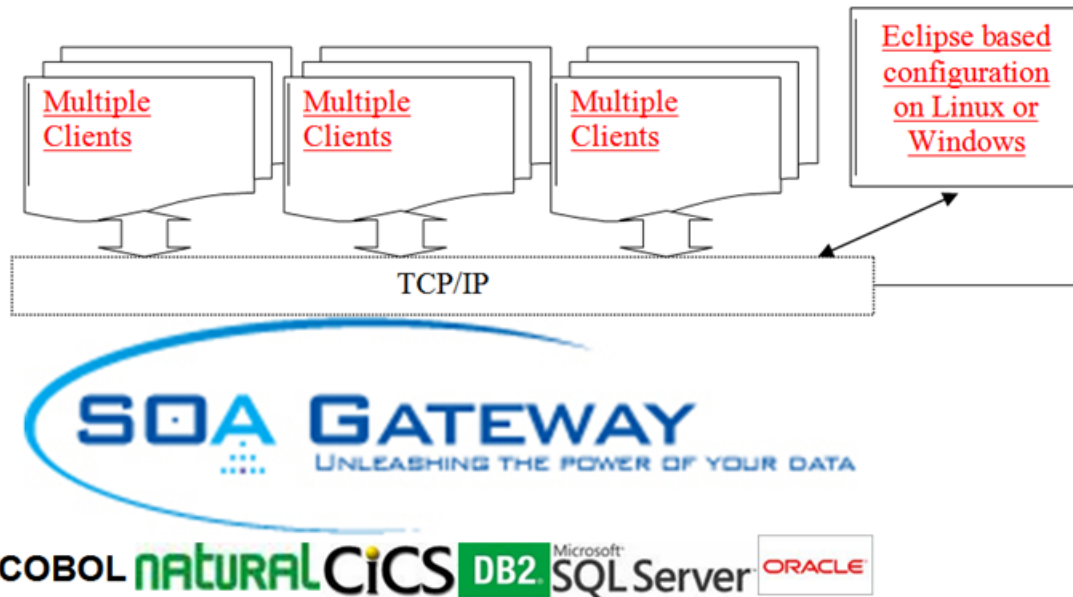 Multiple
Clients
Multiple
Clients
Multiple
Clients
Eclipse based
configuration
on Linux or
Windows
TCP/IP
SOA GATEWAY
UNLEASHING THE POWER OF YOUR DATA
COBOL naturaL CiCS DB2. Microsoft SQL Server ORACLE